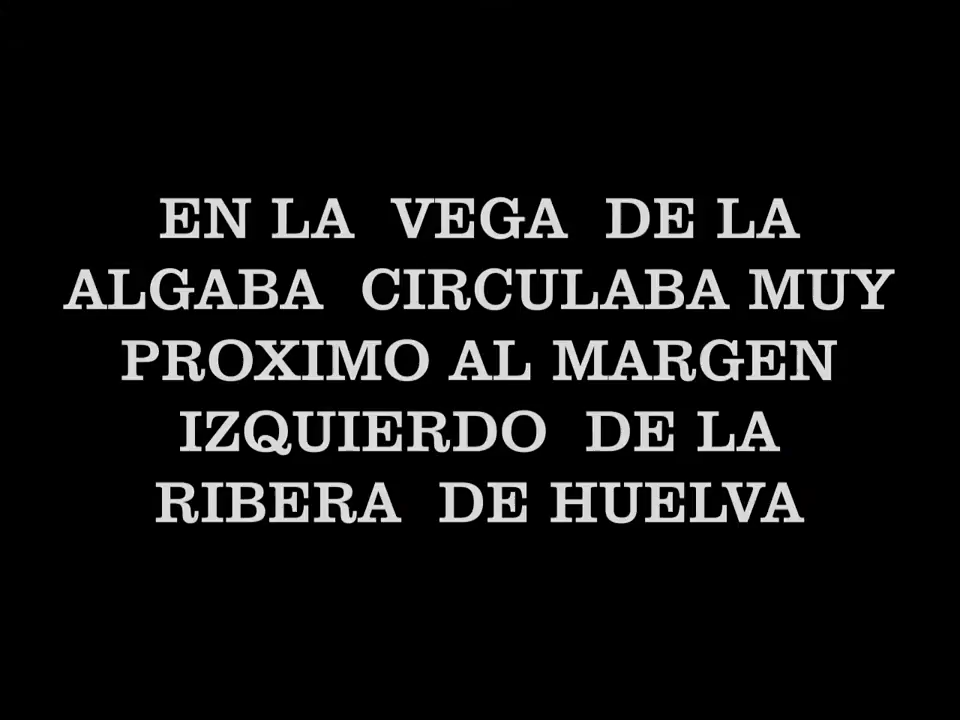 EN LA VEGA DE LA
ALGABA CIRCULABA MUY
PROXIMO AL MARGEN
IZQUIERDO DE LA
RIBERA DE HUELVA